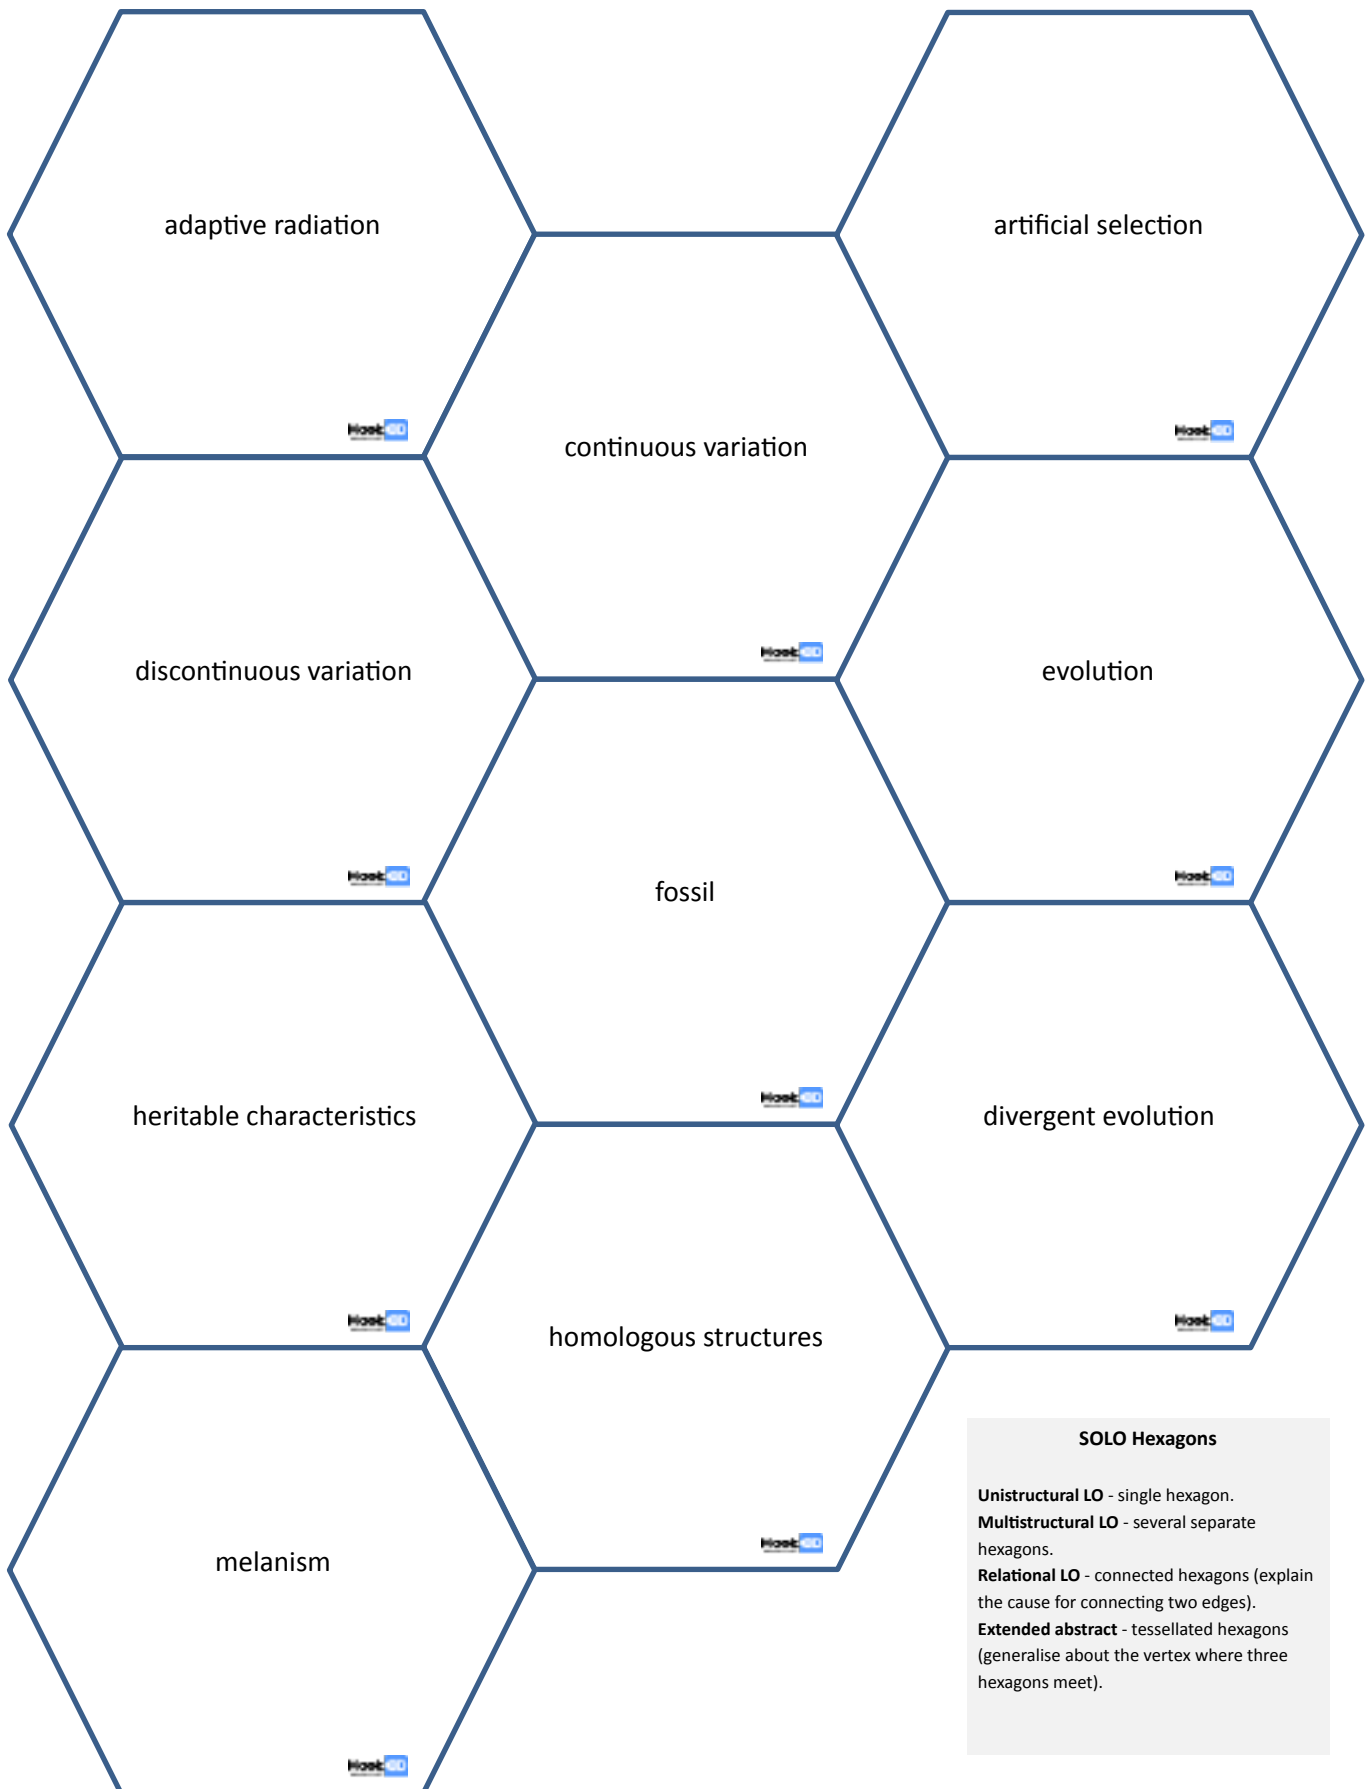 adaptive radiation
artificial selection
continuous variation
discontinuous variation
evolution
fossil
heritable characteristics
divergent evolution
homologous structures
melanism
SOLO Hexagons
Unistructural LO - single hexagon.
Multistructural LO - several separate
hexagons.
Relational LO - connected hexagons (explain
the cause for connecting two edges).
Extended abstract - tessellated hexagons
(generalise about the vertex where three
hexagons meet).